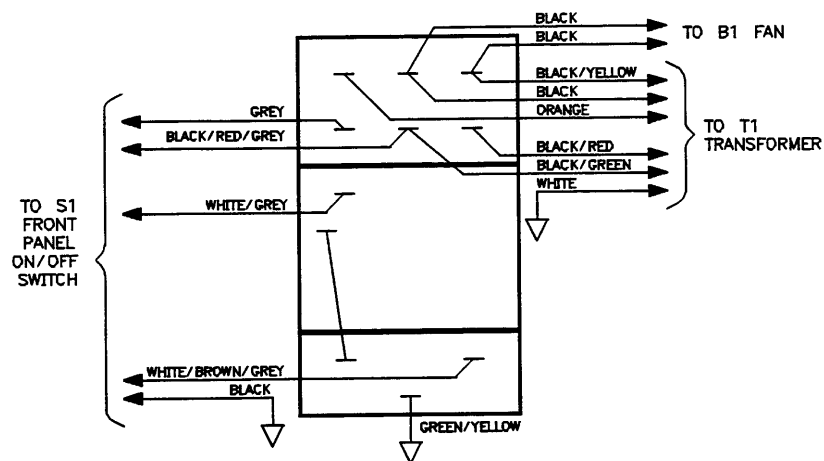 BLACK
TO B1 FAN
BLACK
BLACK/YELLOW
BLACK
ORANGE
TO T1
TRANSFORMER
BLACK/RED
BLACK/GREEN
WHITE
GREY
BLACK/RED/GREY
WHITE/GREY
TO S1
FRONT
PANEL
ON/OFF
SWITCH
WHITE/BROWN/GREY
BLACK
GREEN/YELLOW